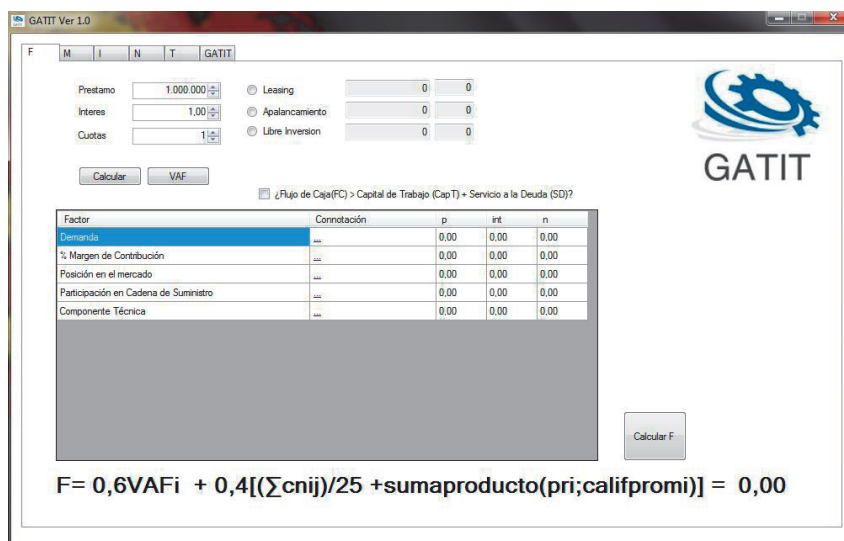 GATIT Ver 1.0
F M I N T GATIT
Prestamo 1.000.000 Leasing 0 0
Interes 1,00 Apalancamiento 0 0
Cuotas 1 Libre Inversion 0 0
GATIT
Calcular VAF
¿Flujo de Caja(FC) > Capital de Trabajo (CapT) + Servicio a la Deuda (SD)?
Factor Connotación p int n
Demanda ... 0,00 0,00 0,00
% Margen de Contribución ... 0,00 0,00 0,00
Posición en el mercado ... 0,00 0,00 0,00
Participación en Cadena de Suministro ... 0,00 0,00 0,00
Componente Técnica ... 0,00 0,00 0,00
Calcular F
F= 0,6VAFi + 0,4[(∑cnij)/25 +sumaproducto(pri;califpromi)] = 0,00